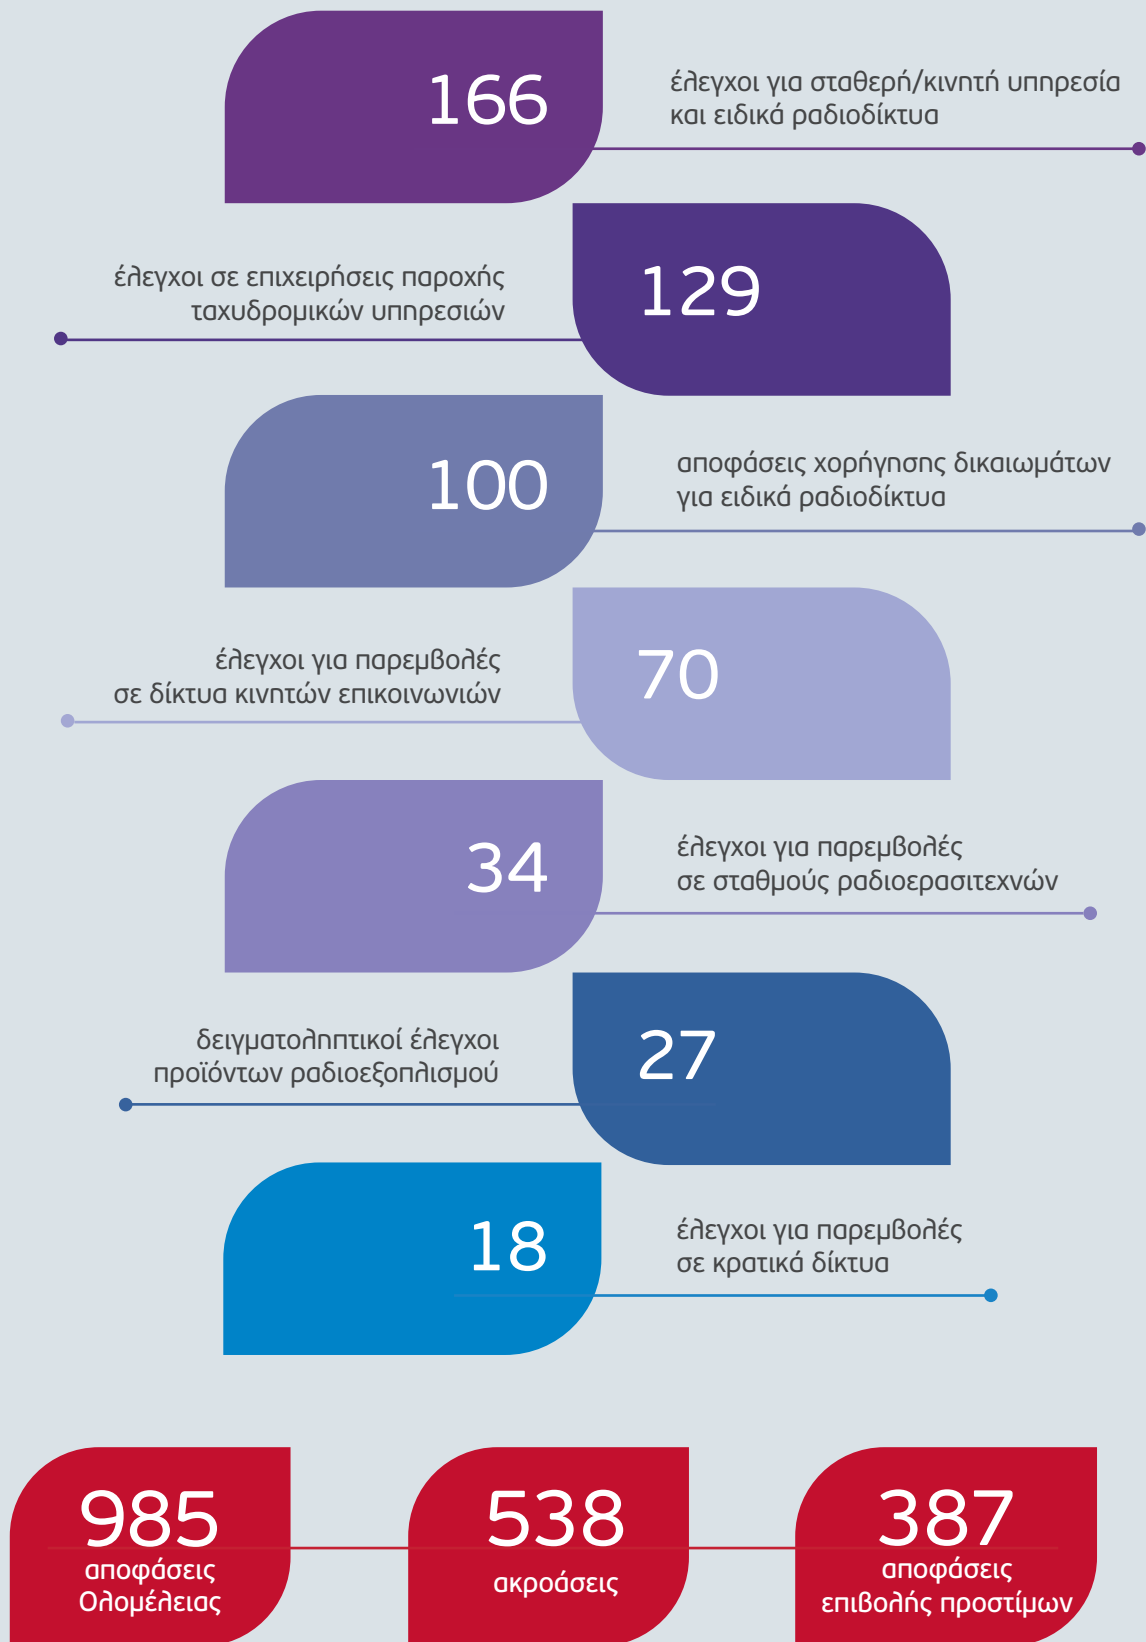 166
έλεγχοι για σταθερή/κινητή υπηρεσία
και ειδικά ραδιοδίκτυα
έλεγχοι σε επιχειρήσεις παροχής
ταχυδρομικών υπηρεσιών
129
100
αποφάσεις χορήγησης δικαιωμάτων
για ειδικά ραδιοδίκτυα
έλεγχοι για παρεμβολές
σε δίκτυα κινητών επικοινωνιών
70
34
έλεγχοι για παρεμβολές
σε σταθμούς ραδιοερασιτεχνών
δειγματοληπτικοί έλεγχοι
προϊόντων ραδιοεξοπλισμού
27
18
έλεγχοι για παρεμβολές
σε κρατικά δίκτυα
985
αποφάσεις
Ολομέλειας
538
ακροάσεις
387
αποφάσεις
επιβολής προστίμων